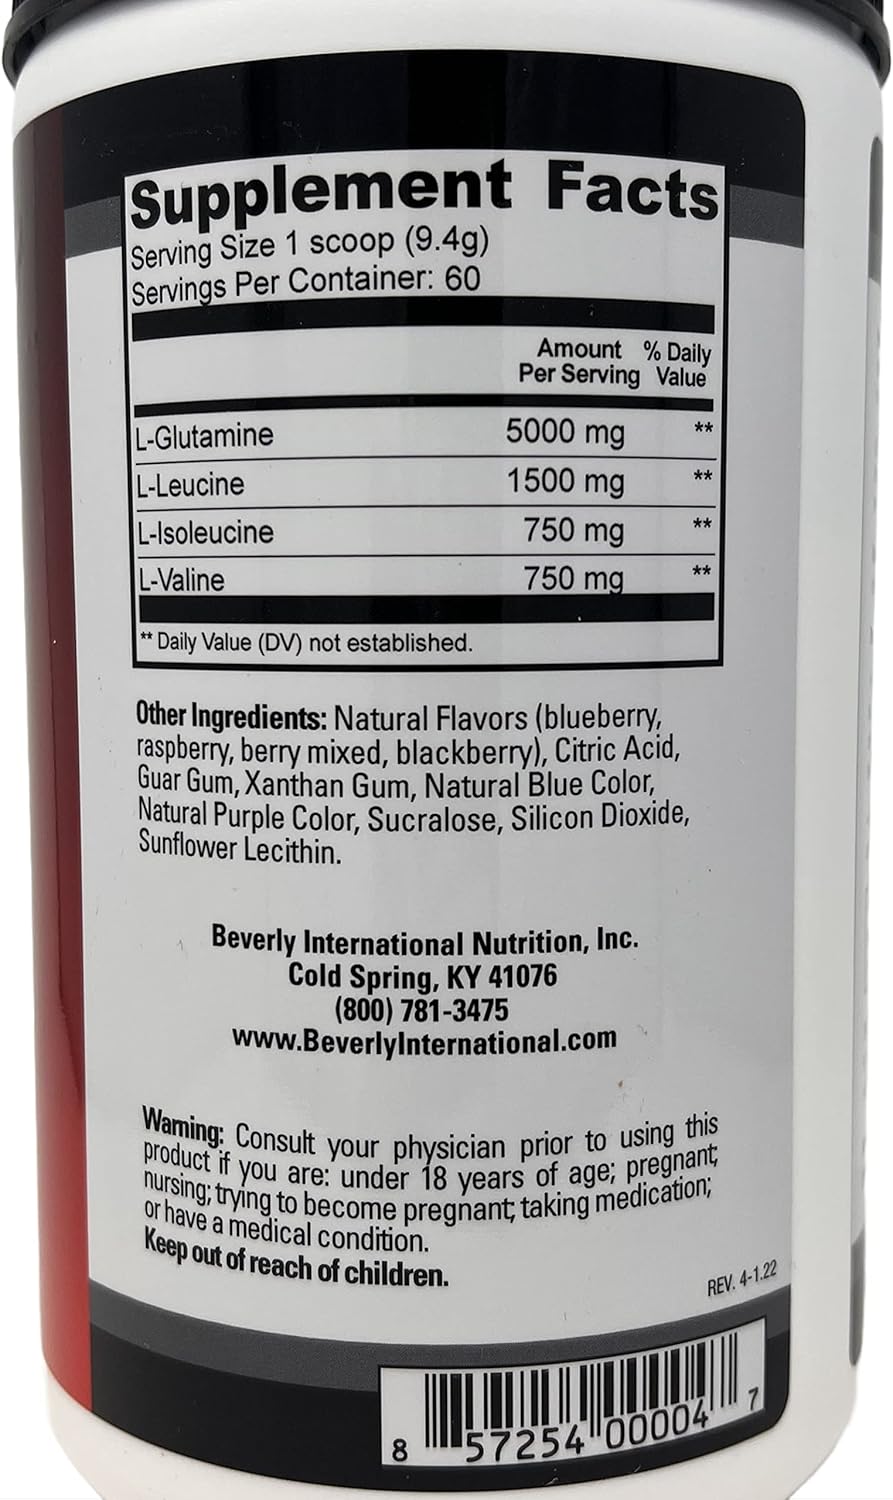 Supplement Facts
Serving Size 1 scoop (9.4g)
Servings Per Container: 60
Amount % Daily
Per Serving Value
L-Glutamine 5000 mg **
L-Leucine 1500 mg **
L-Isoleucine 750 mg **
L-Valine 750 mg **
** Daily Value (DV) not established.
Other Ingredients: Natural Flavors (blueberry,
raspberry, berry mixed, blackberry), Citric Acid,
Guar Gum, Xanthan Gum, Natural Blue Color,
Natural Purple Color, Sucralose, Silicon Dioxide,
Sunflower Lecithin.
Beverly International Nutrition, Inc.
Cold Spring, KY 41076
(800) 781-3475
www.BeverlyInternational.com
Warning: Consult your physician prior to using this
product if you are: under 18 years of age; pregnant;
nursing; trying to become pregnant; taking medication;
or have a medical condition.
Keep out of reach of children.
REV. 4-1.22
8 57254 00004 7